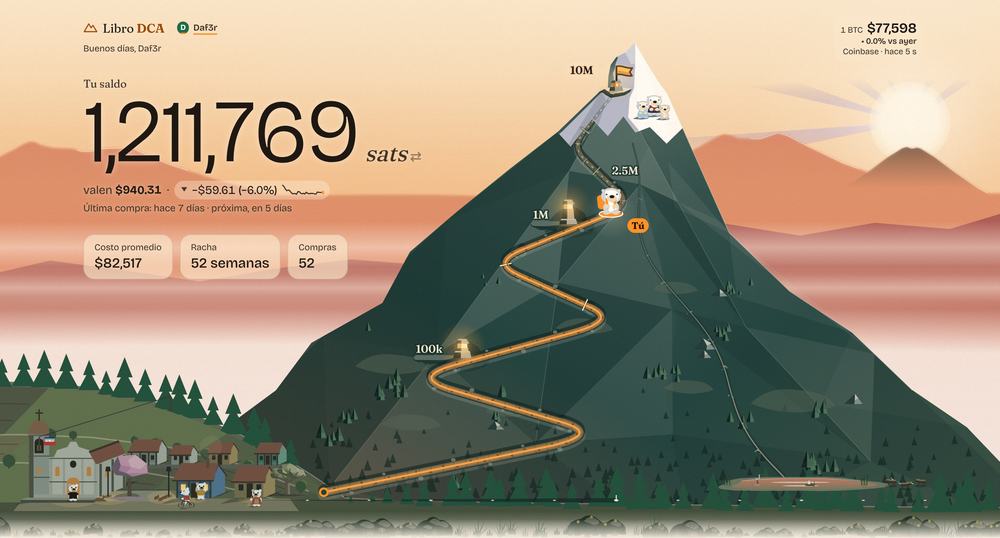 Libro DCA
D Daf3r
Buenos días, Daf3r
1 BTC $77,598
• 0.0% vs ayer
Coinbase · hace 5 s
Tu saldo
1,211,769 sats ⇄
valen $940.31 · ▼ −$59.61 (−6.0%)
Última compra: hace 7 días · próxima, en 5 días
Costo promedio
$82,517
Racha
52 semanas
Compras
52
10M
2.5M
1M
Tú
100k